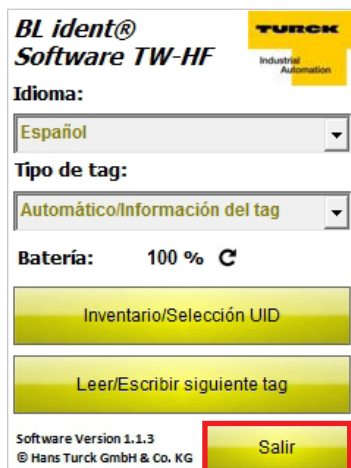 BL ident®
Software TW-HF
TURCK
Industrial
Automation
Idioma:
Español
Tipo de tag:
Automático/Información del tag
Batería: 100 %
Inventario/Selección UID
Leer/Escribir siguiente tag
Software Version 1.1.3
© Hans Turck GmbH & Co. KG
Salir